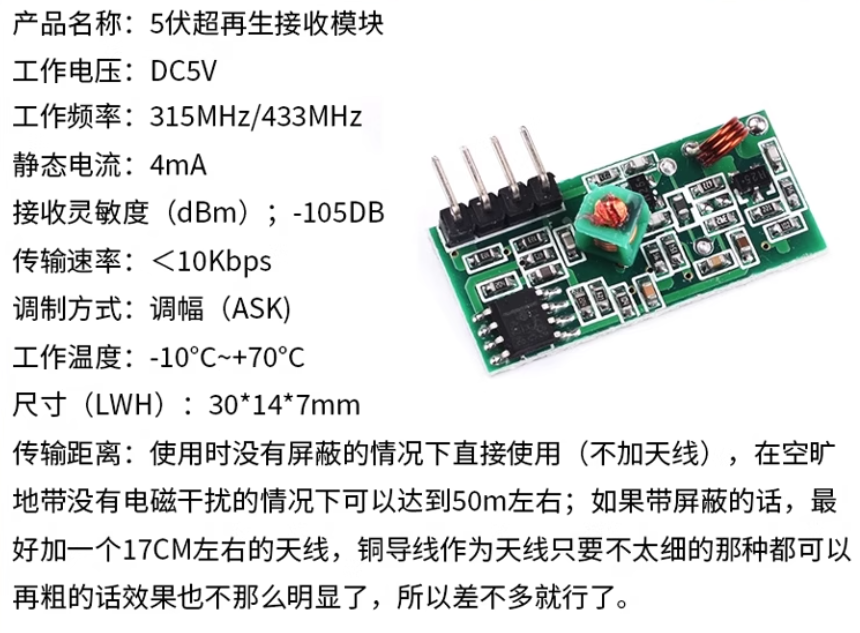 产品名称：5伏超再生接收模块
工作电压：DC5V
工作频率：315MHz/433MHz
静态电流：4mA
接收灵敏度（dBm）；-105DB
传输速率：＜10Kbps
调制方式：调幅（ASK)
工作温度：-10℃~+70℃
尺寸（LWH）：30*14*7mm
传输距离：使用时没有屏蔽的情况下直接使用（不加天线），在空旷
地带没有电磁干扰的情况下可以达到50m左右；如果带屏蔽的话，最
好加一个17CM左右的天线，铜导线作为天线只要不太细的那种都可以
再粗的话效果也不那么明显了，所以差不多就行了。